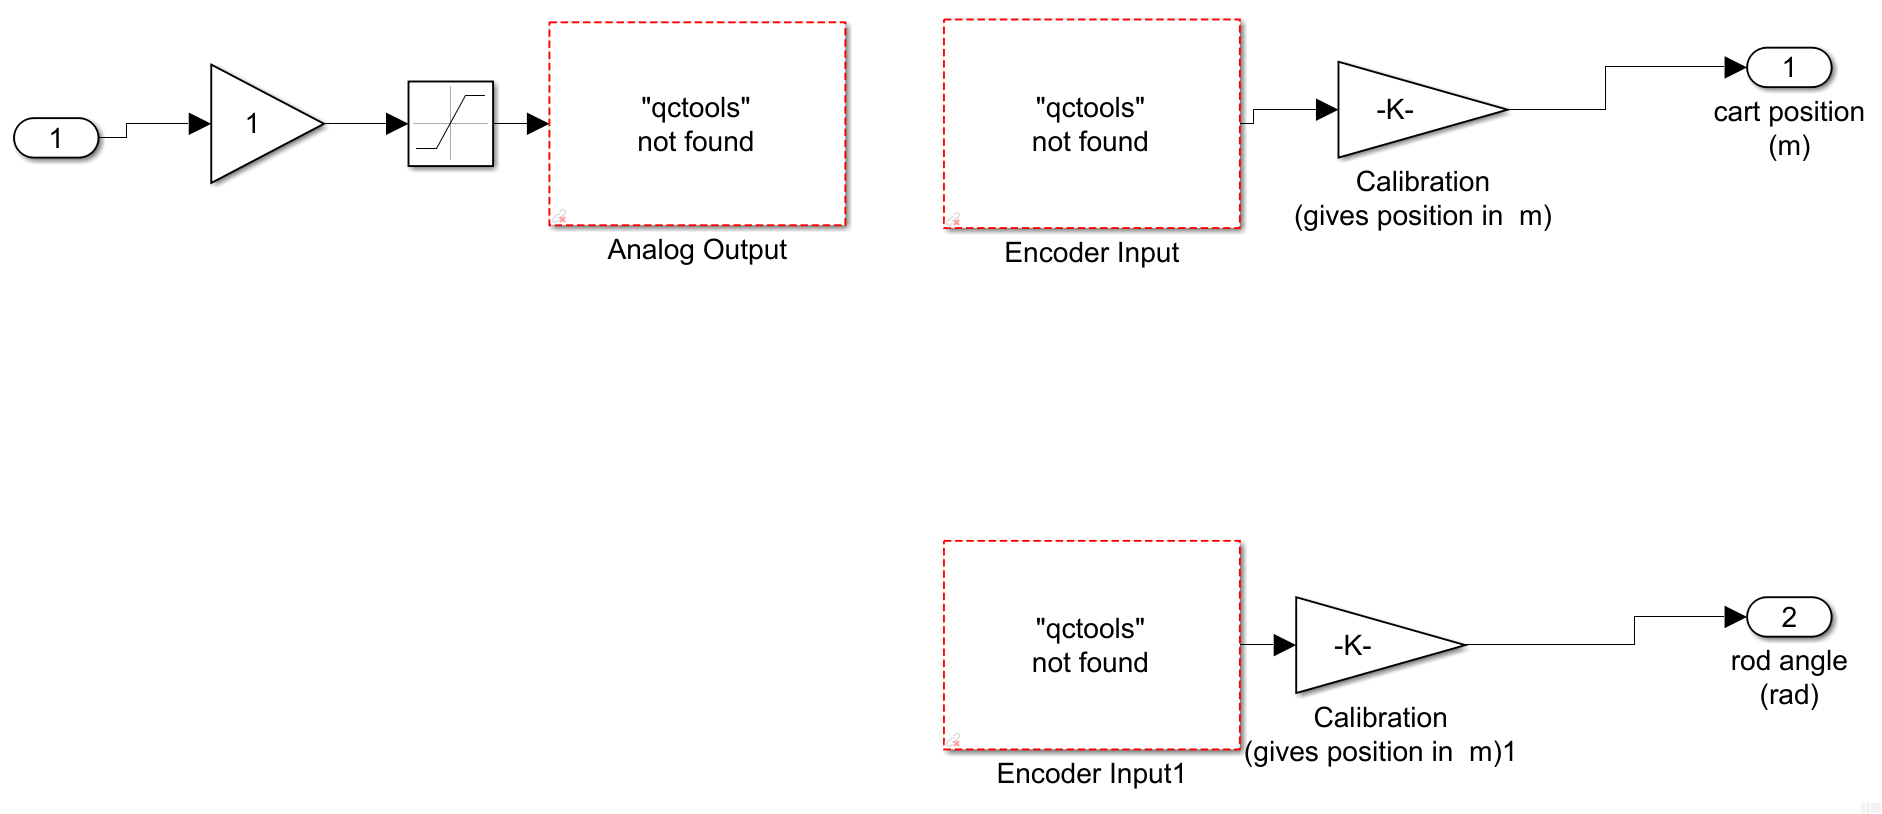 1
1
"qctools"
not found
Analog Output
"qctools"
not found
Encoder Input
-K-
Calibration
(gives position in  m)
1
cart position
(m)
"qctools"
not found
Encoder Input1
-K-
Calibration
(gives position in  m)1
2
rod angle
(rad)